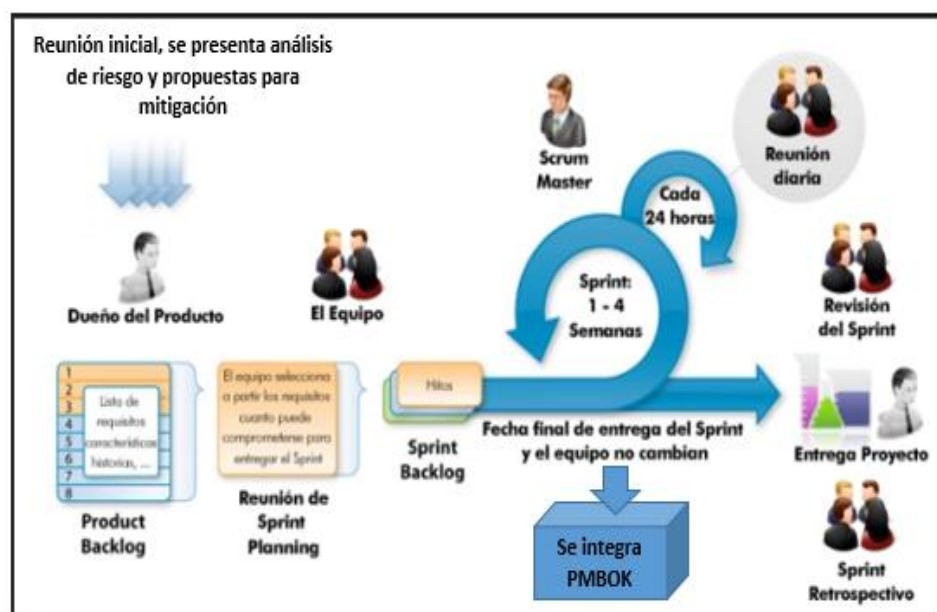 Reunión inicial, se presenta análisis
de riesgo y propuestas para
mitigación
Scrum
Master
Reunión
diaria
Cada
24 horas
Dueño del Producto
El Equipo
Sprint:
1 - 4
Semanas
Revisión
del Sprint
1
2
3
4
5
6
7
8
Lista de
requisitos
características
historias, ...
El equipo selecciona
a partir los requisitos
cuanto puede
comprometerse para
entregar el Sprint
Hitos
Sprint
Backlog
Fecha final de entrega del Sprint
y el equipo no cambian
Entrega Proyecto
Product
Backlog
Reunión de
Sprint
Planning
Se integra
PMBOK
Sprint
Retrospectivo